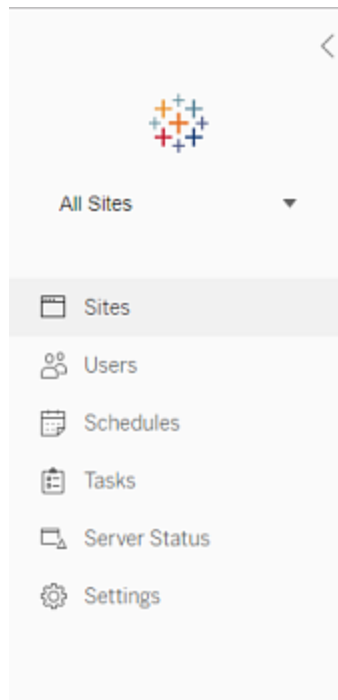 All Sites
Sites
Users
Schedules
Tasks
Server Status
Settings